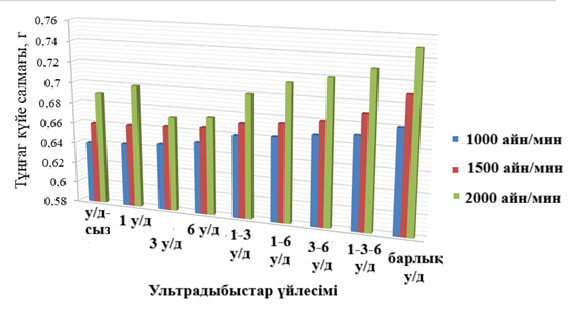 0,76
0,74
0,72
0,7
0,68
0,66
0,64
0,62
0,6
0,58
Тұнгаг күйе салмағы, г
у/д-
сыз
1 у/д
3 у/д
6 у/д
1-3
у/д
1-6
у/д
3-6
у/д
1-3-6
у/д
барлық
у/д
Ультрадыбыстар үйлесімі
1000 айн/мин
1500 айн/мин
2000 айн/мин